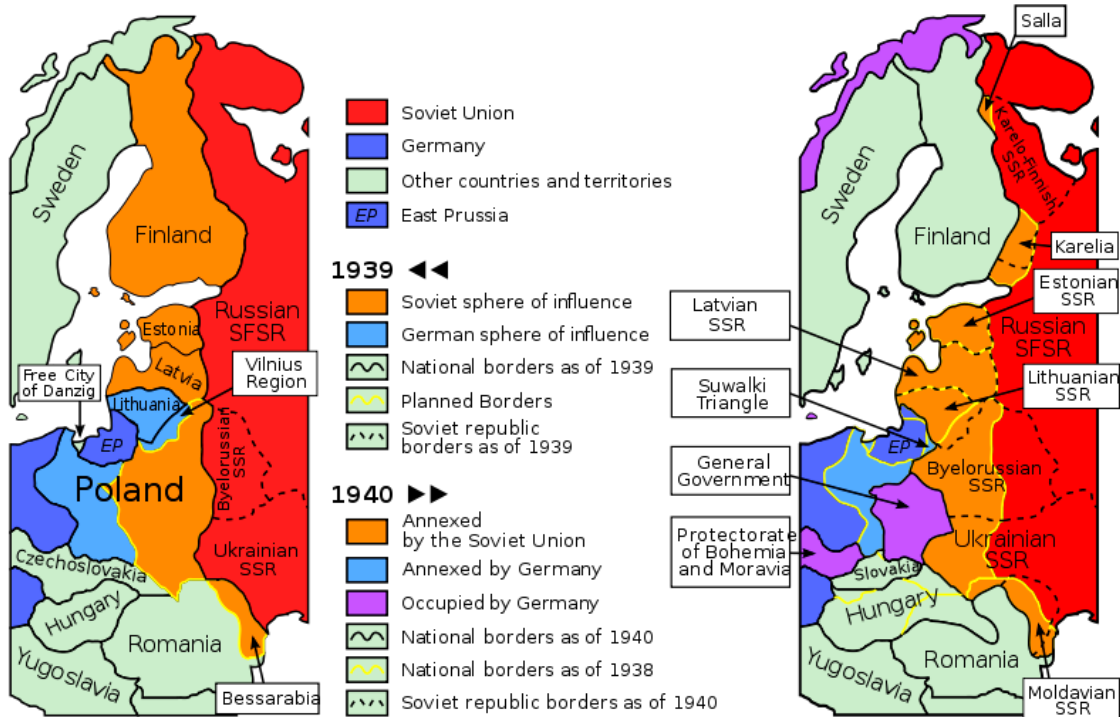 Sweden
Finland
Estonia
Latvia
Lithuania
Free City
of Danzig
Vilnius
Region
EP
Poland
Russian
SFSR
Byelorussian
SSR
Ukrainian
SSR
Czechoslovakia
Hungary
Romania
Yugoslavia
Bessarabia
Soviet Union
Germany
Other countries and territories
EP East Prussia
1939 ◄◄
Soviet sphere of influence
German sphere of influence
National borders as of 1939
Planned Borders
Soviet republic
borders as of 1939
1940 ►►
Annexed
by the Soviet Union
Annexed by Germany
Occupied by Germany
National borders as of 1940
National borders as of 1938
Soviet republic borders as of 1940
Salla
Karelo-Finnish
SSR
Sweden
Finland
Karelia
Estonian
SSR
Latvian
SSR
Russian
SFSR
Suwalki
Triangle
Lithuanian
SSR
EP
General
Government
Byelorussian
SSR
Protectorate
of Bohemia
and Moravia
Ukrainian
SSR
Slovakia
Hungary
Romania
Yugoslavia
Moldavian
SSR